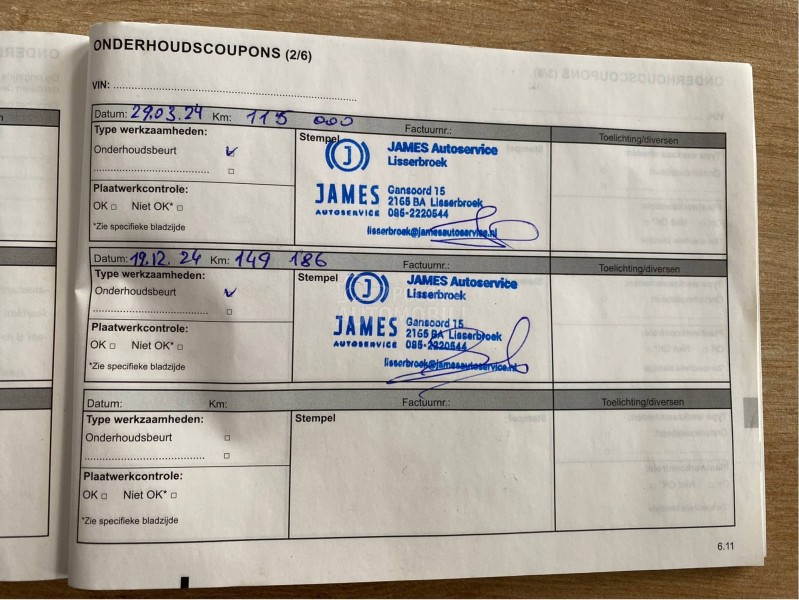 ONDERHOUDSCOUPONS (2/6)
VIN:
Datum: 29.03.24 Km: 115 000 Factuurnr.: Toelichting/diversen
Type werkzaamheden:
Onderhoudsbeurt
Plaatwerkcontrole:
OK Niet OK*
*Zie specifieke bladzijde
Stempel
JAMES Autoservice
Lisserbroek
JAMES
AUTOSERVICE
Gansoord 15
2165 BA Lisserbroek
085-2220544
lisserbroek@jamesautoservice.nl
Datum: 19.12.24 Km: 149 186 Factuurnr.: Toelichting/diversen
Type werkzaamheden:
Onderhoudsbeurt
Plaatwerkcontrole:
OK Niet OK*
*Zie specifieke bladzijde
Stempel
JAMES Autoservice
Lisserbroek
JAMES
AUTOSERVICE
Gansoord 15
2165 BA Lisserbroek
085-2220544
lisserbroek@jamesautoservice.nl
Datum: Km: Factuurnr.: Toelichting/diversen
Type werkzaamheden:
Onderhoudsbeurt
Plaatwerkcontrole:
OK Niet OK*
*Zie specifieke bladzijde
Stempel
6.11